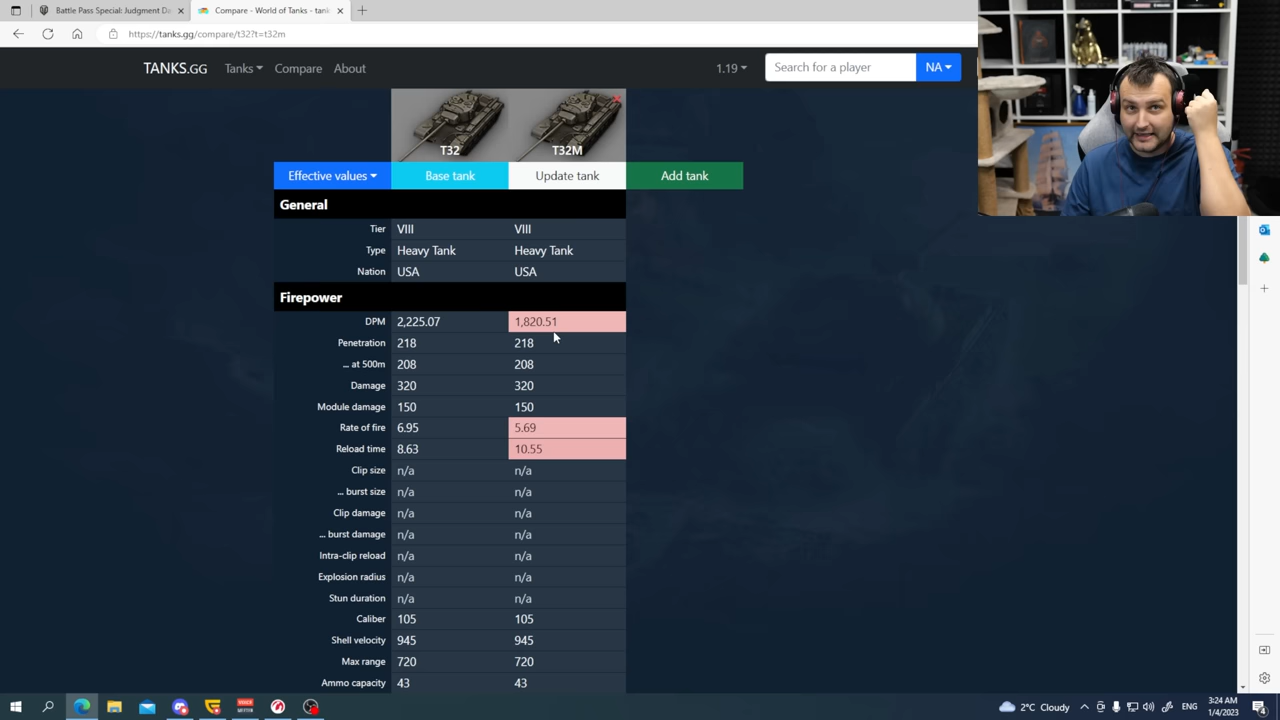 Battle Pass Special: Judgment Da
Compare - World of Tanks - tank
https://tanks.gg/compare/t32?t=t32m
TANKS.GG Tanks Compare About 1.19 Search for a player NA
T32 T32M
Effective values Base tank Update tank Add tank
General
Tier VIII VIII
Type Heavy Tank Heavy Tank
Nation USA USA
Firepower
DPM 2,225.07 1,820.51
Penetration 218 218
... at 500m 208 208
Damage 320 320
Module damage 150 150
Rate of fire 6.95 5.69
Reload time 8.63 10.55
Clip size n/a n/a
... burst size n/a n/a
Clip damage n/a n/a
... burst damage n/a n/a
Intra-clip reload n/a n/a
Explosion radius n/a n/a
Stun duration n/a n/a
Caliber 105 105
Shell velocity 945 945
Max range 720 720
Ammo capacity 43 43
2°C Cloudy ENG 3:24 AM
1/4/2023 4